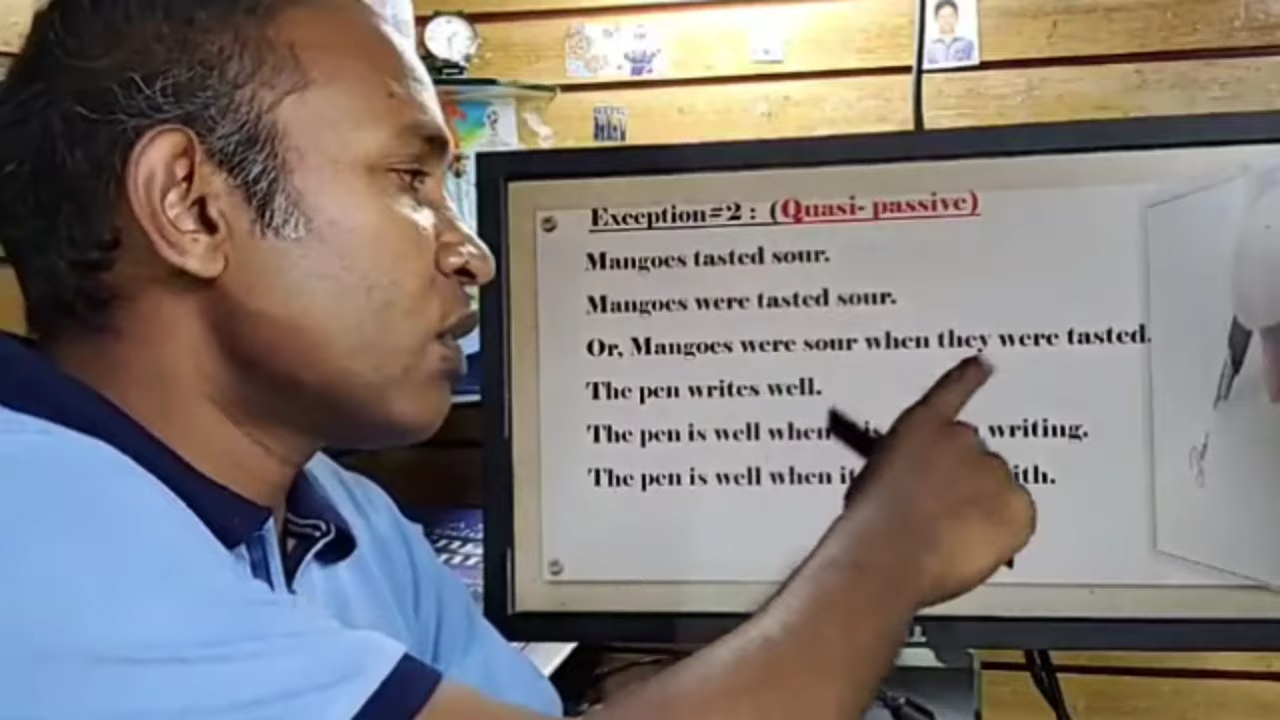 Exception#2 : (Quasi- passive)
Mangoes tasted sour.
Mangoes were tasted sour.
Or, Mangoes were sour when they were tasted.
The pen writes well.
The pen is well when writing.
The pen is well when it